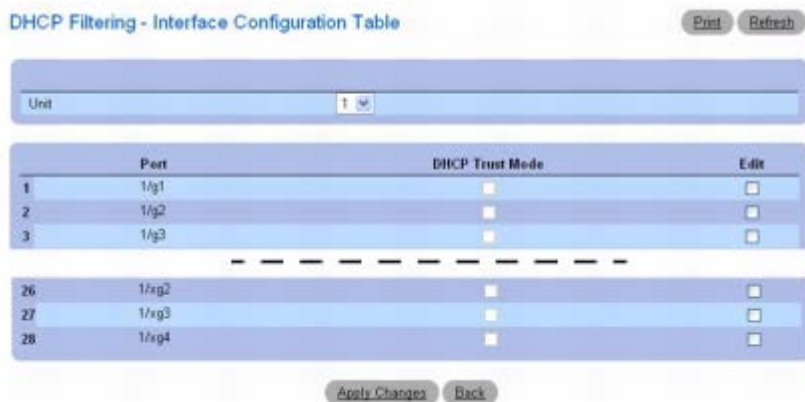 DHCP Filtering - Interface Configuration Table
Print Refresh
Unit 1
Port DHCP Trust Mode Edit
1 1/g1
2 1/g2
3 1/g3
26 1/xg2
27 1/xg3
28 1/xg4
Apply Changes Back